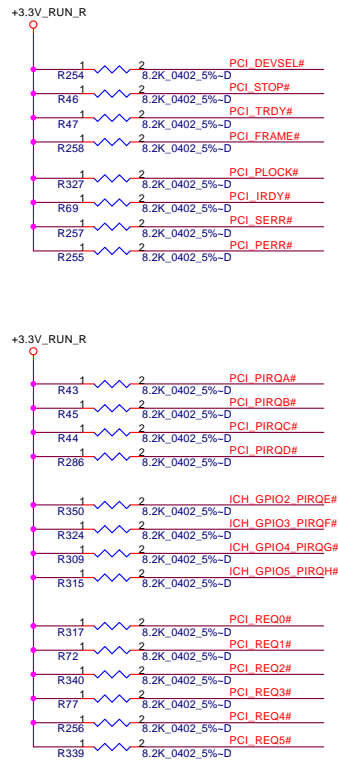 +3.3V_RUN_R
1 2 PCI_DEVSEL#
R254 8.2K_0402_5%~D
1 2 PCI_STOP#
R46 8.2K_0402_5%~D
1 2 PCI_TRDY#
R47 8.2K_0402_5%~D
1 2 PCI_FRAME#
R258 8.2K_0402_5%~D
1 2 PCI_PLOCK#
R327 8.2K_0402_5%~D
1 2 PCI_IRDY#
R69 8.2K_0402_5%~D
1 2 PCI_SERR#
R257 8.2K_0402_5%~D
1 2 PCI_PERR#
R255 8.2K_0402_5%~D
+3.3V_RUN_R
1 2 PCI_PIRQA#
R43 8.2K_0402_5%~D
1 2 PCI_PIRQB#
R45 8.2K_0402_5%~D
1 2 PCI_PIRQC#
R44 8.2K_0402_5%~D
1 2 PCI_PIRQD#
R286 8.2K_0402_5%~D
1 2 ICH_GPIO2_PIRQE#
R350 8.2K_0402_5%~D
1 2 ICH_GPIO3_PIRQF#
R324 8.2K_0402_5%~D
1 2 ICH_GPIO4_PIRQG#
R309 8.2K_0402_5%~D
1 2 ICH_GPIO5_PIRQH#
R315 8.2K_0402_5%~D
1 2 PCI_REQ0#
R317 8.2K_0402_5%~D
1 2 PCI_REQ1#
R72 8.2K_0402_5%~D
1 2 PCI_REQ2#
R340 8.2K_0402_5%~D
1 2 PCI_REQ3#
R77 8.2K_0402_5%~D
1 2 PCI_REQ4#
R256 8.2K_0402_5%~D
1 2 PCI_REQ5#
R339 8.2K_0402_5%~D